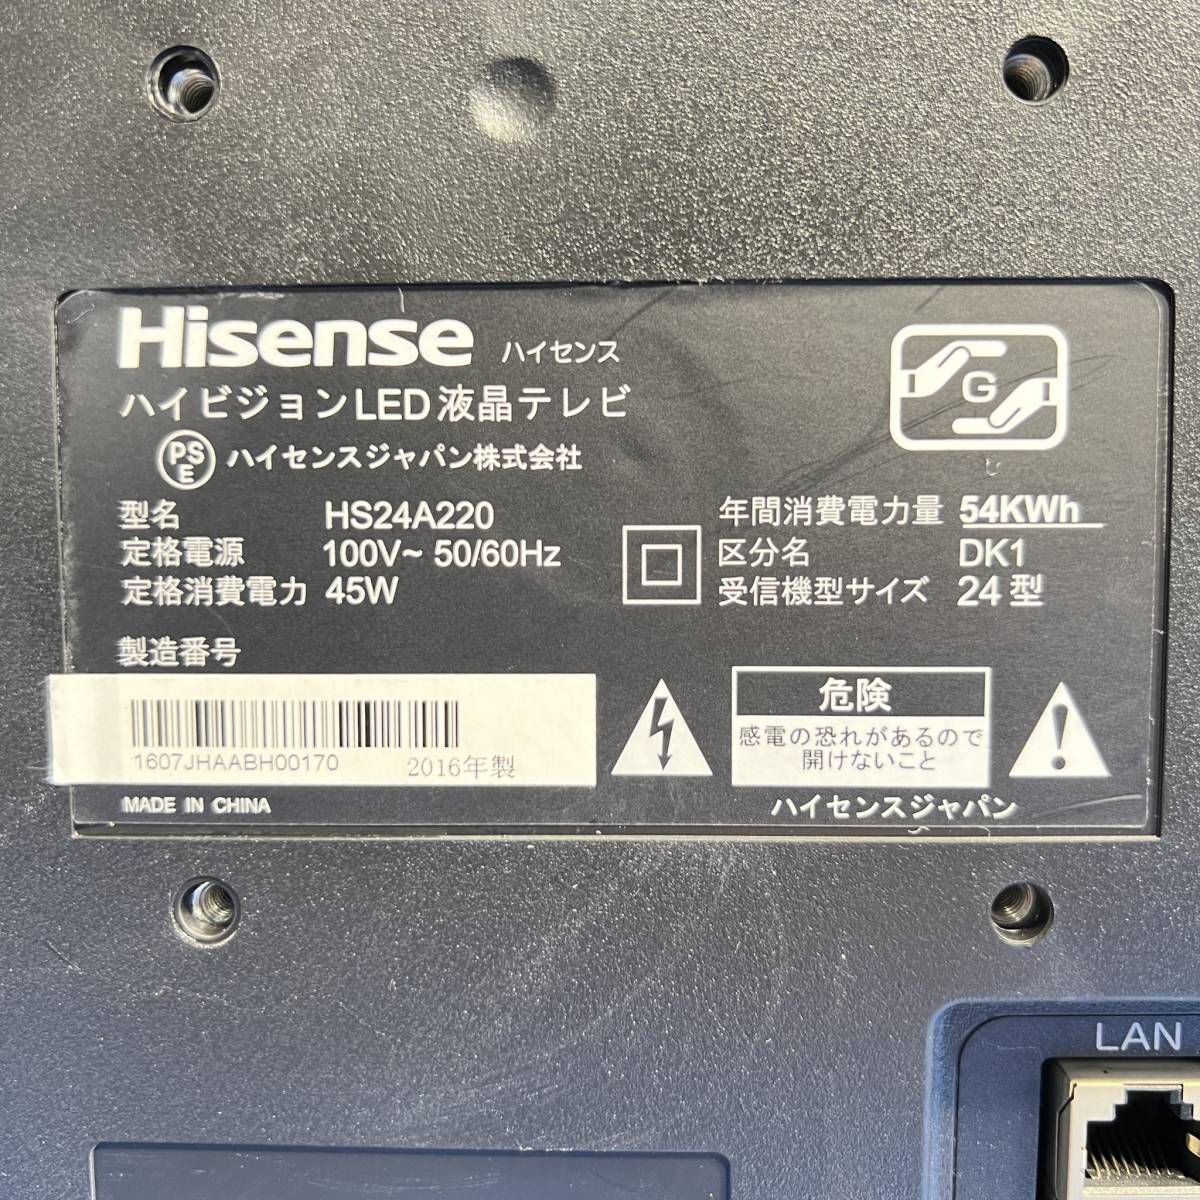 Hisense ハイセンス
ハイビジョンLED液晶テレビ
PSE ハイセンスジャパン株式会社
G
型名 HS24A220
定格電源 100V~ 50/60Hz
定格消費電力 45W
年間消費電力量 54KWh
区分名 DK1
受信機型サイズ 24型
製造番号
1607JHAABH00170 2016年製
MADE IN CHINA
危険
感電の恐れがあるので
開けないこと
ハイセンスジャパン
LAN